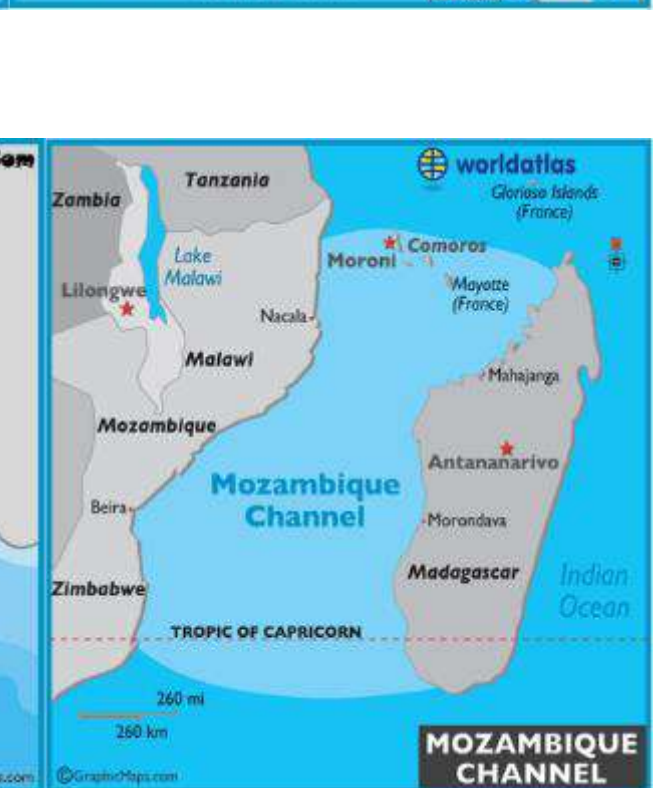 worldatlas
Glorioso Islands
(France)
Tanzania
Zambia
Comoros
Moroni
Lake
Malawi
Mayotte
(France)
Lilongwe
Nacala
Malawi
Mahajanga
Mozambique
Antananarivo
Mozambique
Channel
Beira
Morondava
Madagascar
Indian
Ocean
Zimbabwe
TROPIC OF CAPRICORN
260 mi
260 km
MOZAMBIQUE
CHANNEL
s.com
©GraphicMaps.com